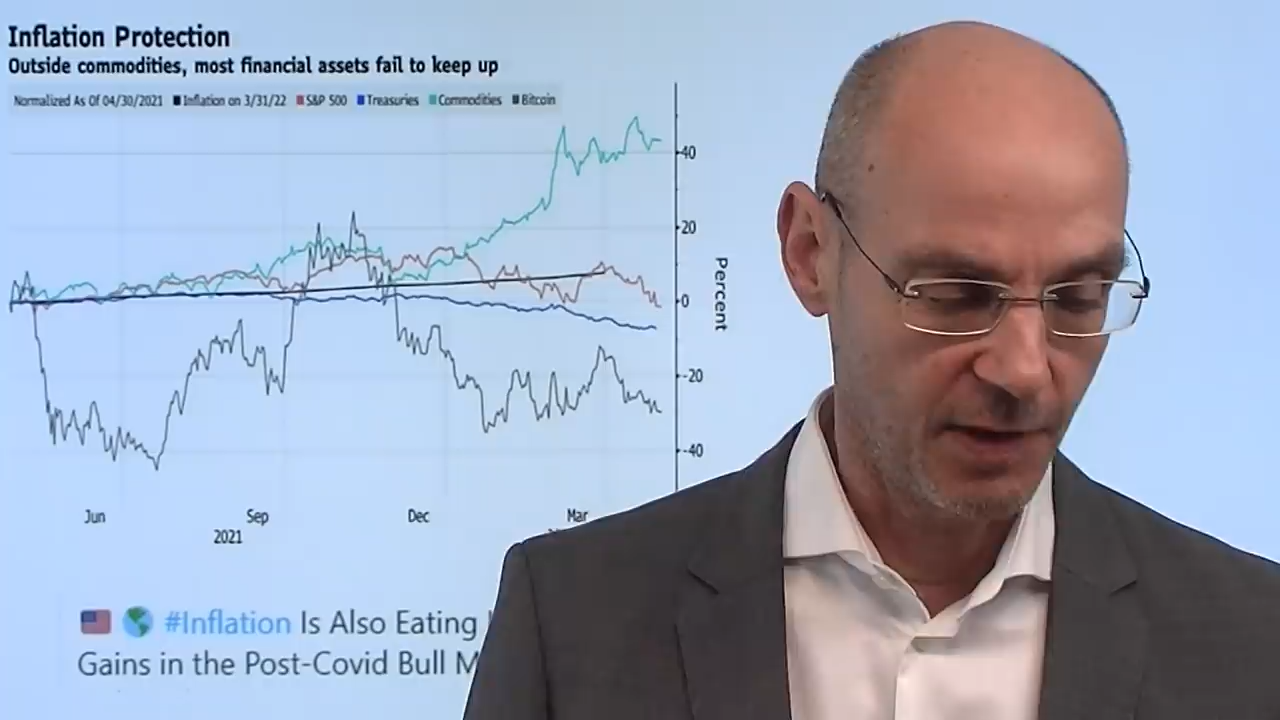 Inflation Protection
Outside commodities, most financial assets fail to keep up
Normalized As Of 04/30/2021 Inflation on 3/31/22 S&P 500 Treasuries Commodities Bitcoin
40
20
0
-20
-40
Percent
Jun Sep Dec Mar
2021
#Inflation Is Also Eating
Gains in the Post-Covid Bull